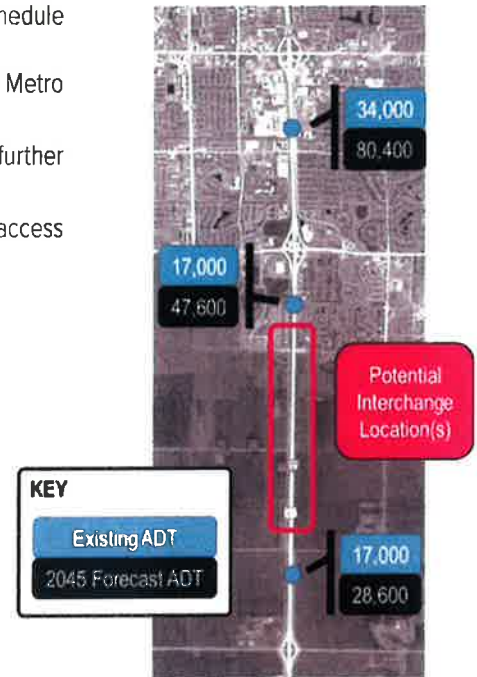 hedule
Metro
further
access
34,000
80,400
17,000
47,600
Potential
Interchange
Location(s)
KEY
Existing ADT
2045 Forecast ADT
17,000
28,600